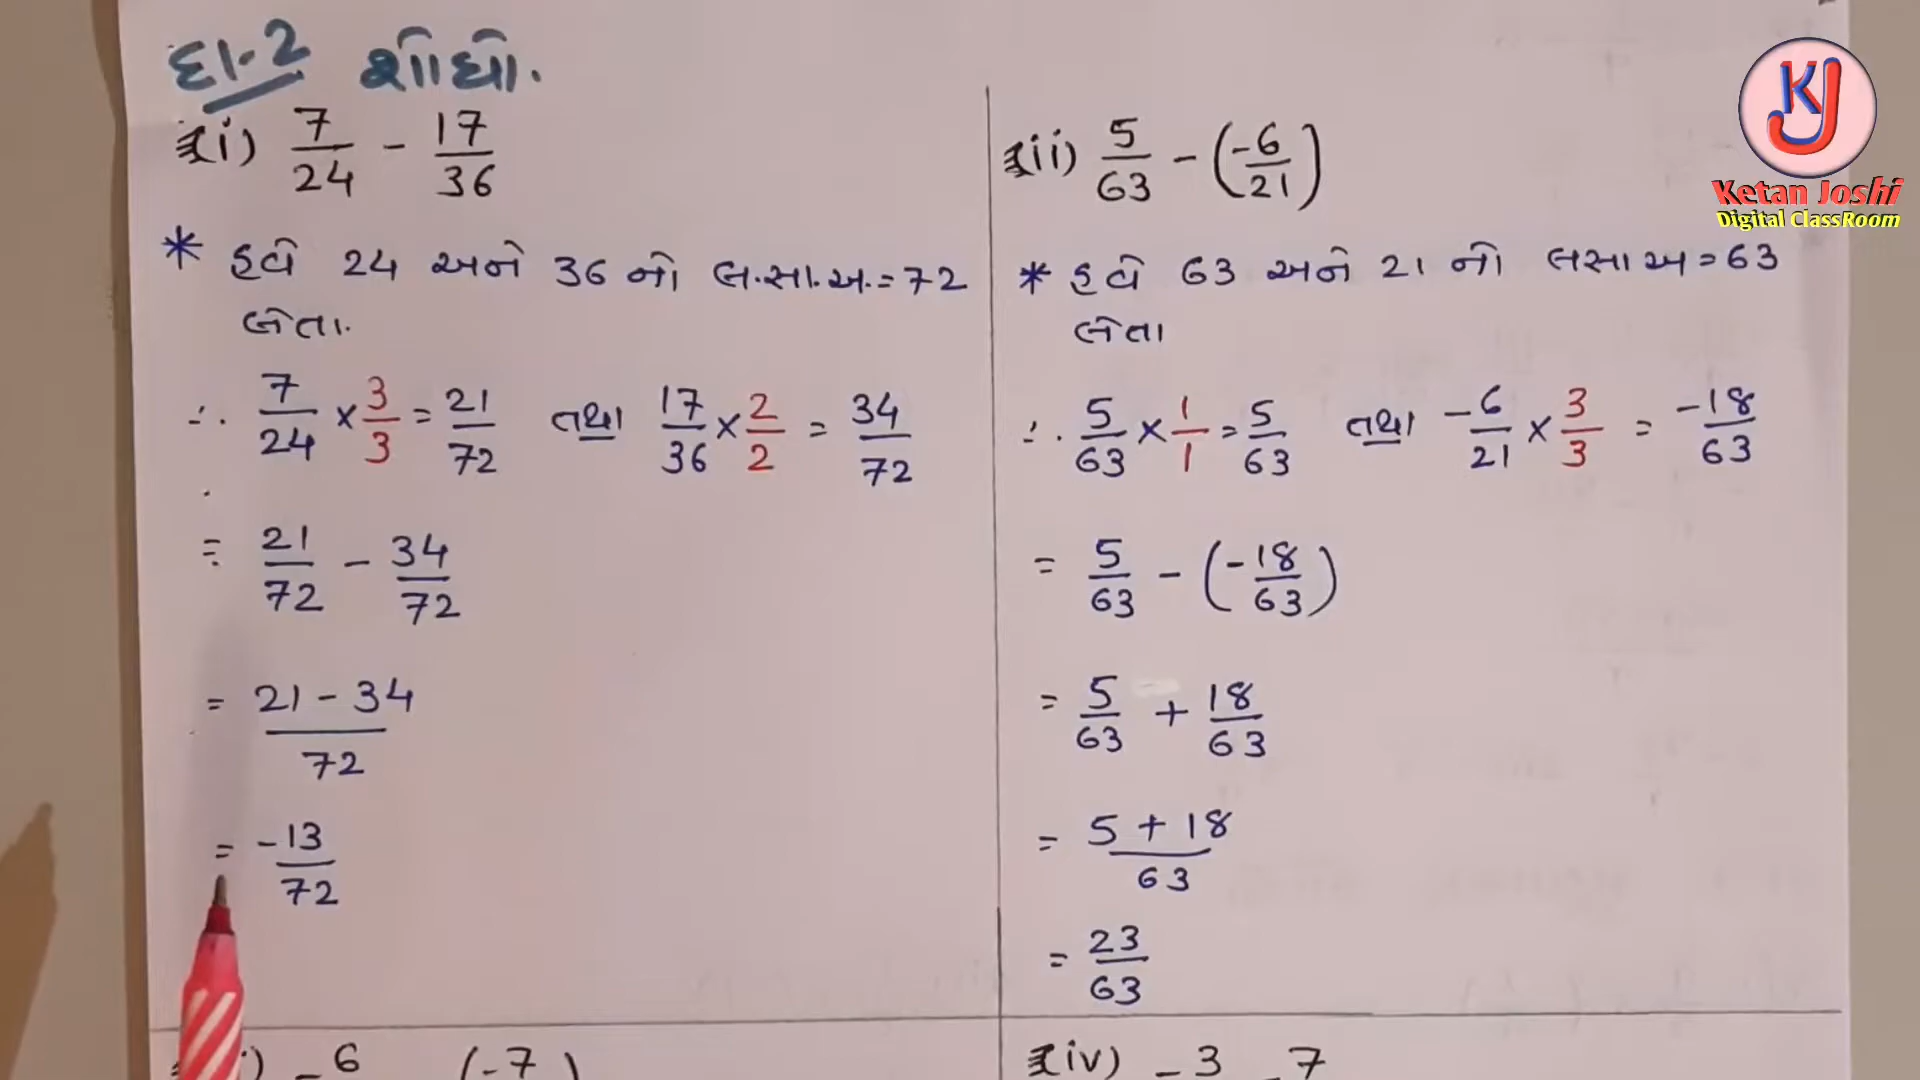 દા.2 શોધો.
(i) 7/24 - 17/36
* હવે 24 અને 36 નો લ.સા.અ. = 72
લેતા.
∴ 7/24 × 3/3 = 21/72 તથા 17/36 × 2/2 = 34/72
= 21/72 - 34/72
= 21 - 34/72
= -13/72
(ii) 5/63 - (-6/21)
* હવે 63 અને 21 નો લસાઅ = 63
લેતા
∴ 5/63 × 1/1 = 5/63 તથા -6/21 × 3/3 = -18/63
= 5/63 - (-18/63)
= 5/63 + 18/63
= 5 + 18/63
= 23/63
- 6 (-7)
(iv) - 3 - 7
KJ
Ketan Joshi
Digital ClassRoom